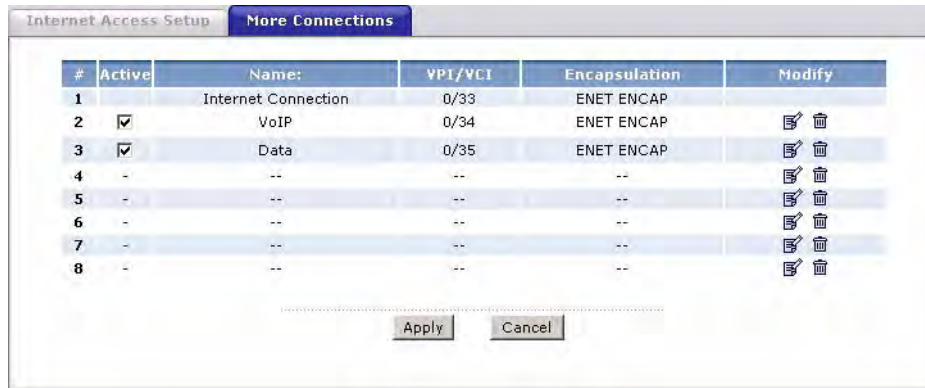 Internet Access Setup More Connections
# Active Name: VPI/VCI Encapsulation Modify
1 Internet Connection 0/33 ENET ENCAP
2 VoIP 0/34 ENET ENCAP
3 Data 0/35 ENET ENCAP
4 - -- -- --
5 - -- -- --
6 - -- -- --
7 - -- -- --
8 - -- -- --
Apply Cancel